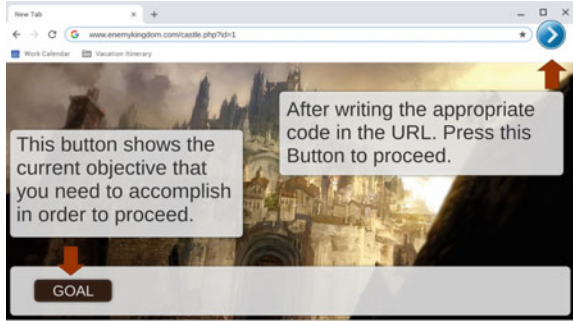 New Tab
www.enemykingdom.com/castle.php?id=1
Work Calendar
Vacation Itinerary
After writing the appropriate
code in the URL. Press this
Button to proceed.
This button shows the
current objective that
you need to accomplish
in order to proceed.
GOAL